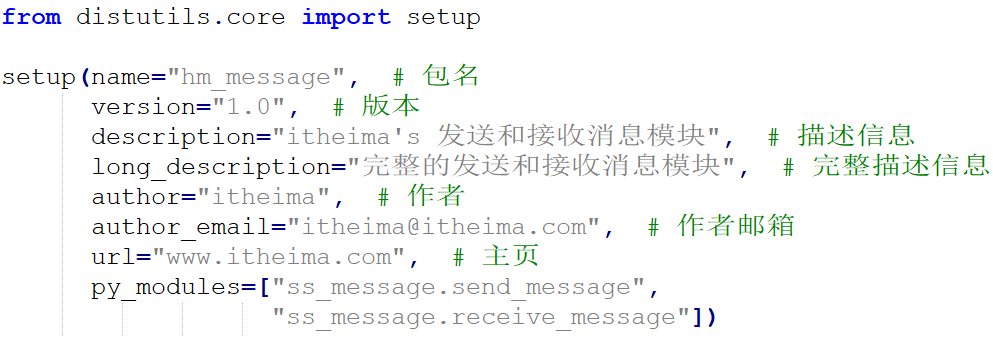 from distutils.core import setup
setup(name="hm_message",  # 包名
version="1.0",  # 版本
description="itheima's 发送和接收消息模块",  # 描述信息
long_description="完整的发送和接收消息模块",  # 完整描述信息
author="itheima",  # 作者
author_email="itheima@itheima.com",  # 作者邮箱
url="www.itheima.com",  # 主页
py_modules=["ss_message.send_message",
"ss_message.receive_message"])